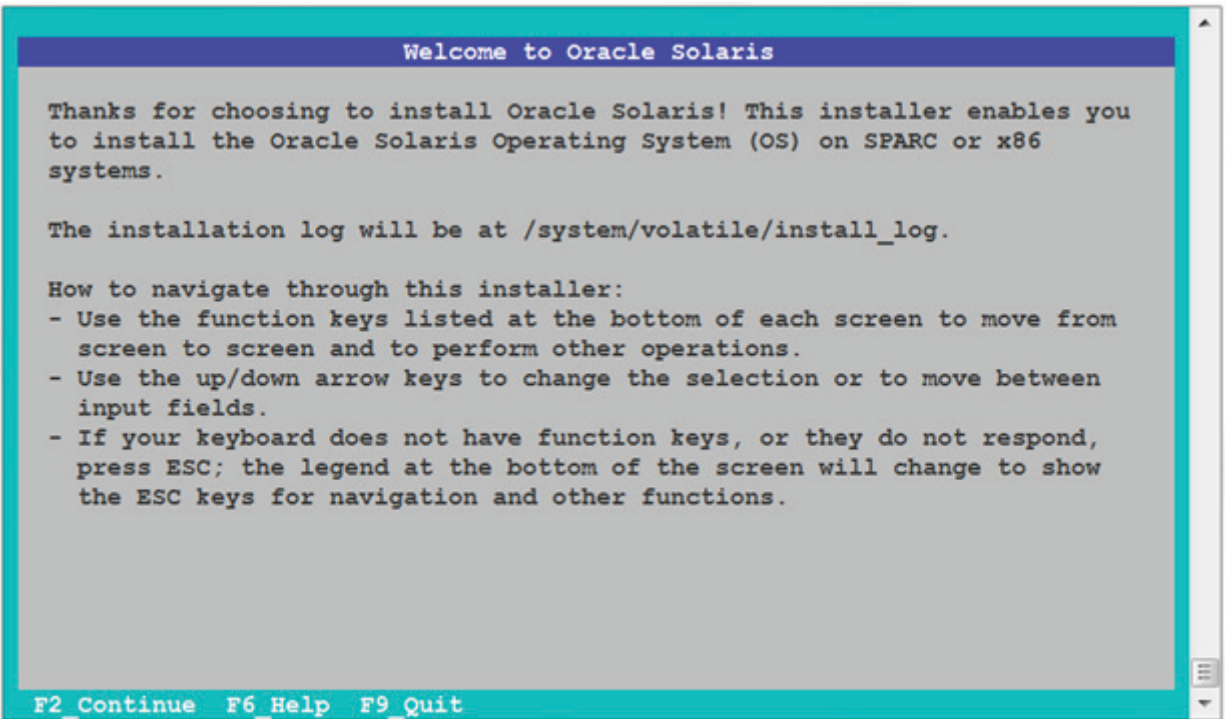 Welcome to Oracle Solaris
Thanks for choosing to install Oracle Solaris! This installer enables you
to install the Oracle Solaris Operating System (OS) on SPARC or x86
systems.
The installation log will be at /system/volatile/install_log.
How to navigate through this installer:
- Use the function keys listed at the bottom of each screen to move from
screen to screen and to perform other operations.
- Use the up/down arrow keys to change the selection or to move between
input fields.
- If your keyboard does not have function keys, or they do not respond,
press ESC; the legend at the bottom of the screen will change to show
the ESC keys for navigation and other functions.
F2_Continue F6_Help F9_Quit